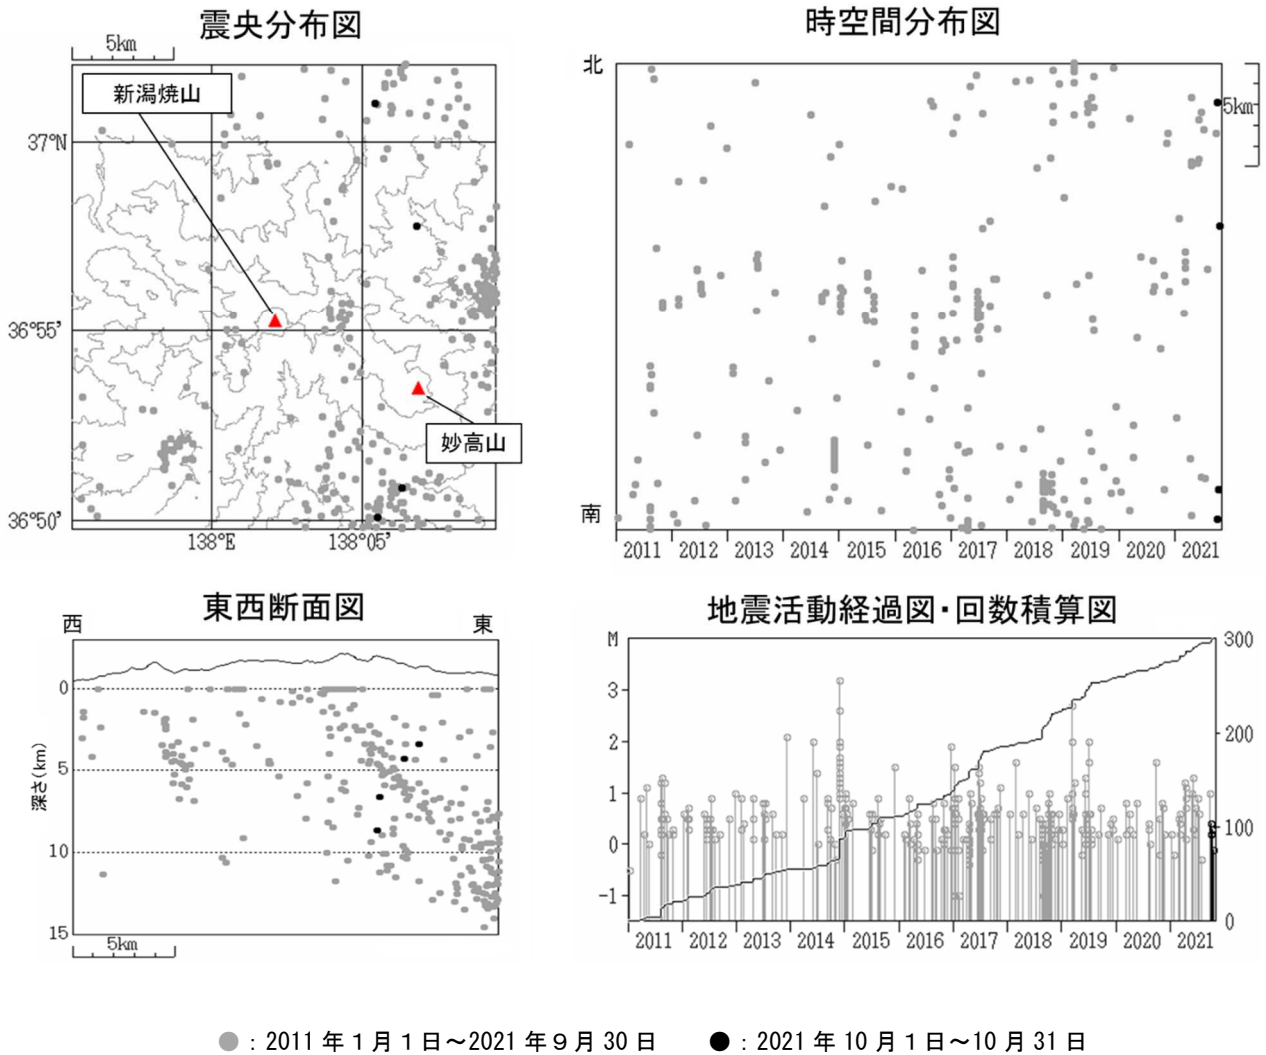 震央分布図
5km
新潟焼山
37°N
36°55’
妙高山
36°50’
138°E
138°05’
時空間分布図
北
5km
南
2011 2012 2013 2014 2015 2016 2017 2018 2019 2020 2021
東西断面図
西 東
0
5
10
15
深さ(km)
5km
地震活動経過図・回数積算図
M
3
2
1
0
-1
300
200
100
0
2011 2012 2013 2014 2015 2016 2017 2018 2019 2020 2021
●：2011年１月１日～2021年９月30日 ●：2021年10月１日～10月31日